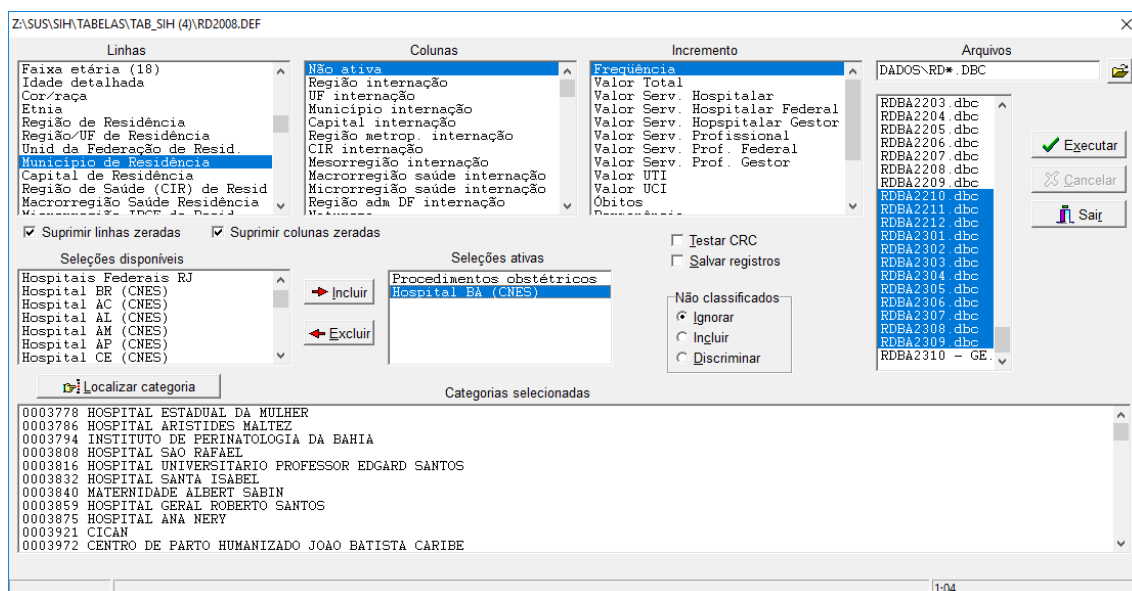 Z:\SUS\SIH\TABELAS\TAB_SIH (4)\RD2008.DEF
Linhas
Faixa etária (18)
Idade detalhada
Cor/raça
Etnia
Região de Residência
Região/UF de Residência
Unid da Federação de Resid.
Município de Residência
Capital de Residência
Região de Saúde (CIR) de Resid
Macrorregião Saúde Residência
Colunas
Não ativa
Região internação
UF internação
Município internação
Capital internação
Região metrop. internação
CIR internação
Mesorregião internação
Macrorregião saúde internação
Microrregião saúde internação
Região adm DF internação
Incremento
Freqüência
Valor Total
Valor Serv. Hospitalar
Valor Serv. Hospitalar Federal
Valor Serv. Hopspitalar Gestor
Valor Serv. Profissional
Valor Serv. Prof. Federal
Valor Serv. Prof. Gestor
Valor UTI
Valor UCI
Óbitos
Arquivos
DADOS\RD*.DBC
RDBA2203.dbc
RDBA2204.dbc
RDBA2205.dbc
RDBA2206.dbc
RDBA2207.dbc
RDBA2208.dbc
RDBA2209.dbc
RDBA2210.dbc
RDBA2211.dbc
RDBA2212.dbc
RDBA2301.dbc
RDBA2302.dbc
RDBA2303.dbc
RDBA2304.dbc
RDBA2305.dbc
RDBA2306.dbc
RDBA2307.dbc
RDBA2308.dbc
RDBA2309.dbc
RDBA2310 - GE.
Executar
Cancelar
Sair
Suprimir linhas zeradas
Suprimir colunas zeradas
Seleções disponíveis
Hospitais Federais RJ
Hospital BR (CNES)
Hospital AC (CNES)
Hospital AL (CNES)
Hospital AM (CNES)
Hospital AP (CNES)
Hospital CE (CNES)
Incluir
Excluir
Seleções ativas
Procedimentos obstétricos
Hospital BA (CNES)
Testar CRC
Salvar registros
Não classificados
Ignorar
Incluir
Discriminar
Localizar categoria
Categorias selecionadas
0003778 HOSPITAL ESTADUAL DA MULHER
0003786 HOSPITAL ARISTIDES MALTEZ
0003794 INSTITUTO DE PERINATOLOGIA DA BAHIA
0003808 HOSPITAL SAO RAFAEL
0003816 HOSPITAL UNIVERSITARIO PROFESSOR EDGARD SANTOS
0003832 HOSPITAL SANTA ISABEL
0003840 MATERNIDADE ALBERT SABIN
0003859 HOSPITAL GERAL ROBERTO SANTOS
0003875 HOSPITAL ANA NERY
0003921 CICAN
0003972 CENTRO DE PARTO HUMANIZADO JOAO BATISTA CARIBE
1:04